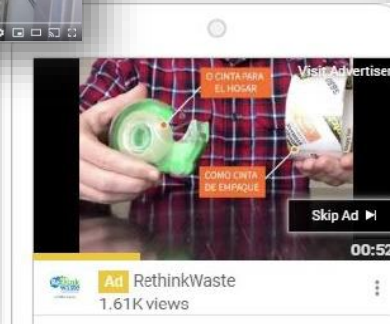 O CINTA PARA
EL HOGAR
Visit Advertiser
COMO CINTA
DE EMPAQUE
Skip Ad
00:52
Ad RethinkWaste
1.61K views